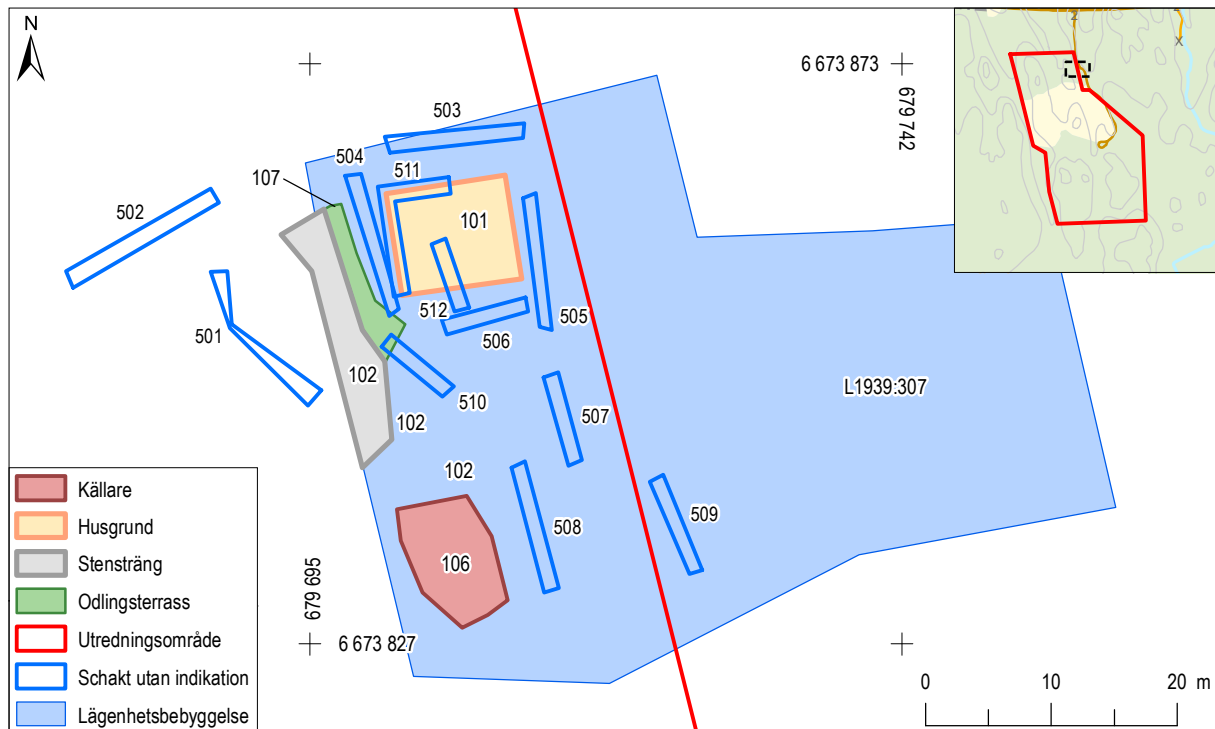 N
6 673 873
679 742
Z
X
503
504
511
107
502
101
501
512
505
506
102
510
102
507
L1939:307
102
508
509
106
679 695
6 673 827
Källare
Husgrund
Stensträng
Odlingsterrass
Utredningsområde
Schakt utan indikation
Lägenhetsbebyggelse
0 10 20 m